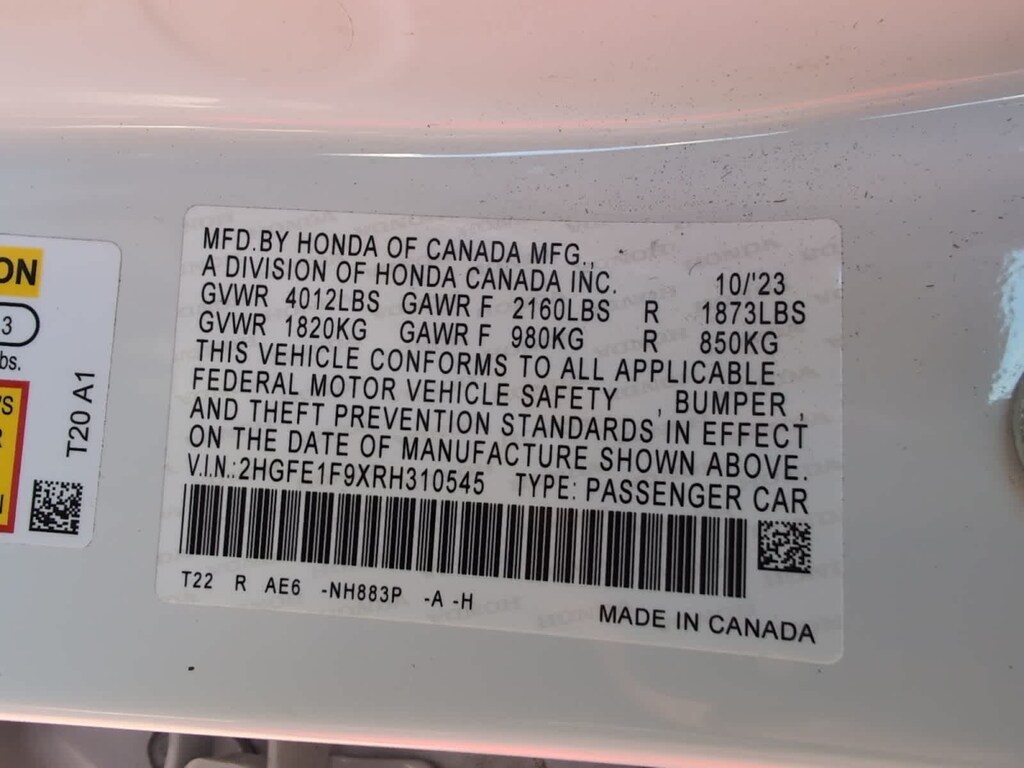 ON
3
bs.
'S
R
N
T20 A1
MFD.BY HONDA OF CANADA MFG.,
A DIVISION OF HONDA CANADA INC. 10/'23
GVWR 4012LBS GAWR F 2160LBS R 1873LBS
GVWR 1820KG GAWR F 980KG R 850KG
THIS VEHICLE CONFORMS TO ALL APPLICABLE
FEDERAL MOTOR VEHICLE SAFETY , BUMPER ,
AND THEFT PREVENTION STANDARDS IN EFFECT
ON THE DATE OF MANUFACTURE SHOWN ABOVE.
V.I.N.:2HGFE1F9XRH310545 TYPE: PASSENGER CAR
T22 R AE6 -NH883P -A -H
MADE IN CANADA